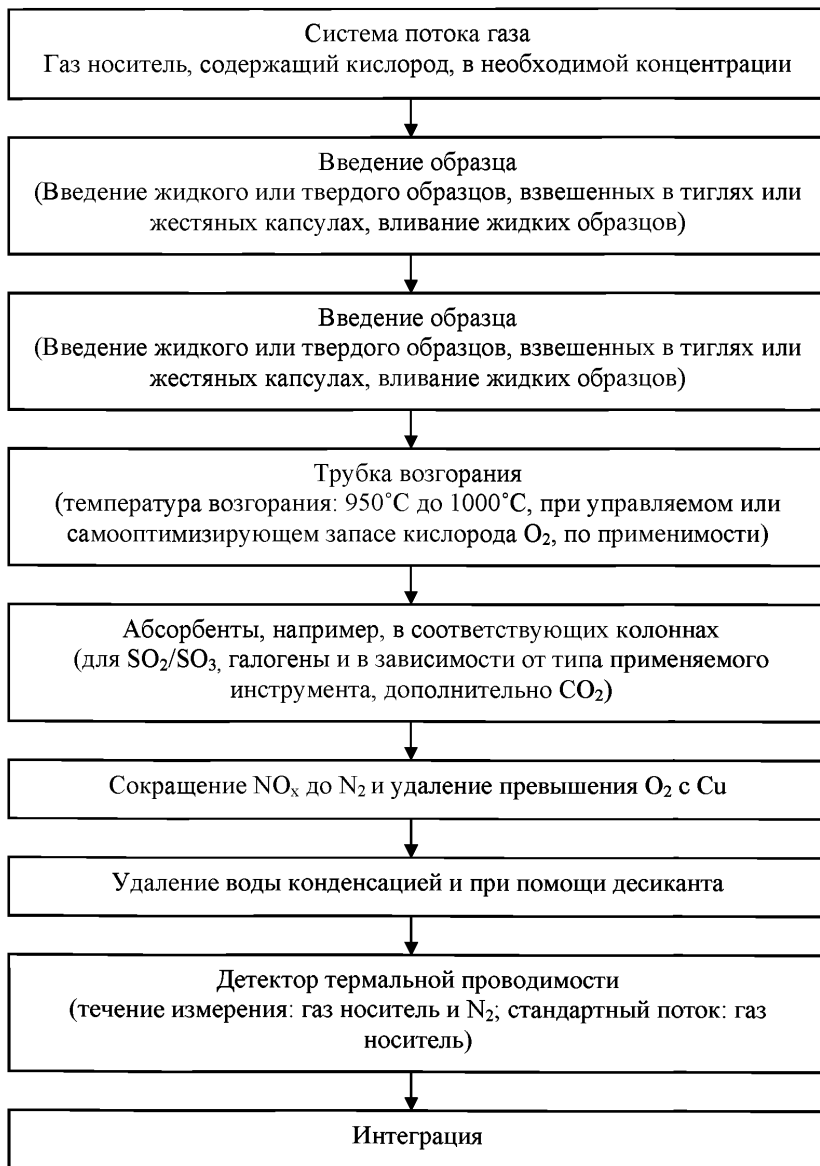 Система потока газа
Газ носитель, содержащий кислород, в необходимой концентрации
Введение образца
(Введение жидкого или твердого образцов, взвешенных в тиглях или
жестяных капсулах, вливание жидких образцов)
Введение образца
(Введение жидкого или твердого образцов, взвешенных в тиглях или
жестяных капсулах, вливание жидких образцов)
Трубка возгорания
(температура возгорания: 950˚C до 1000˚C, при управляемом или
самооптимизирующем запасе кислорода O₂, по применимости)
Абсорбенты, например, в соответствующих колоннах
(для SO₂/SO₃, галогены и в зависимости от типа применяемого
инструмента, дополнительно CO₂)
Сокращение NOₓ до N₂ и удаление превышения O₂ с Cu
Удаление воды конденсацией и при помощи десиканта
Детектор термальной проводимости
(течение измерения: газ носитель и N₂; стандартный поток: газ
носитель)
Интеграция